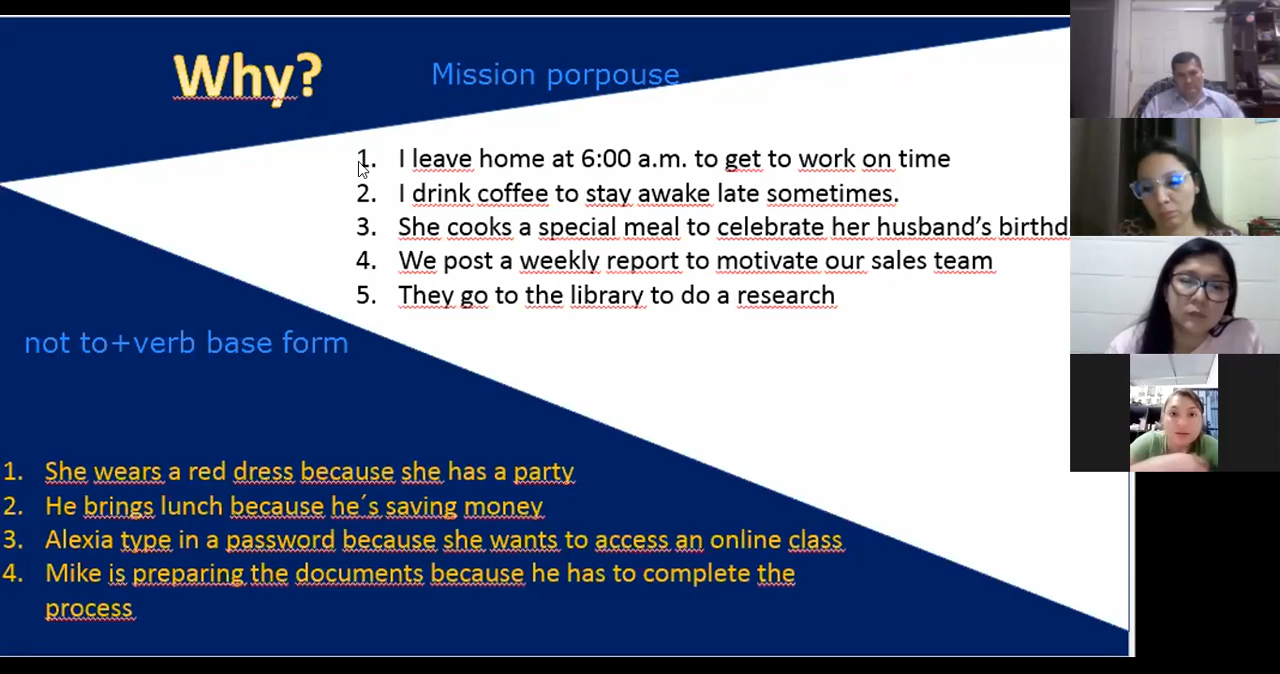 Why?
Mission porpouse
1. I leave home at 6:00 a.m. to get to work on time
2. I drink coffee to stay awake late sometimes.
3. She cooks a special meal to celebrate her husband's birthd
4. We post a weekly report to motivate our sales team
5. They go to the library to do a research
not to+verb base form
1. She wears a red dress because she has a party
2. He brings lunch because he´s saving money
3. Alexia type in a password because she wants to access an online class
4. Mike is preparing the documents because he has to complete the
process